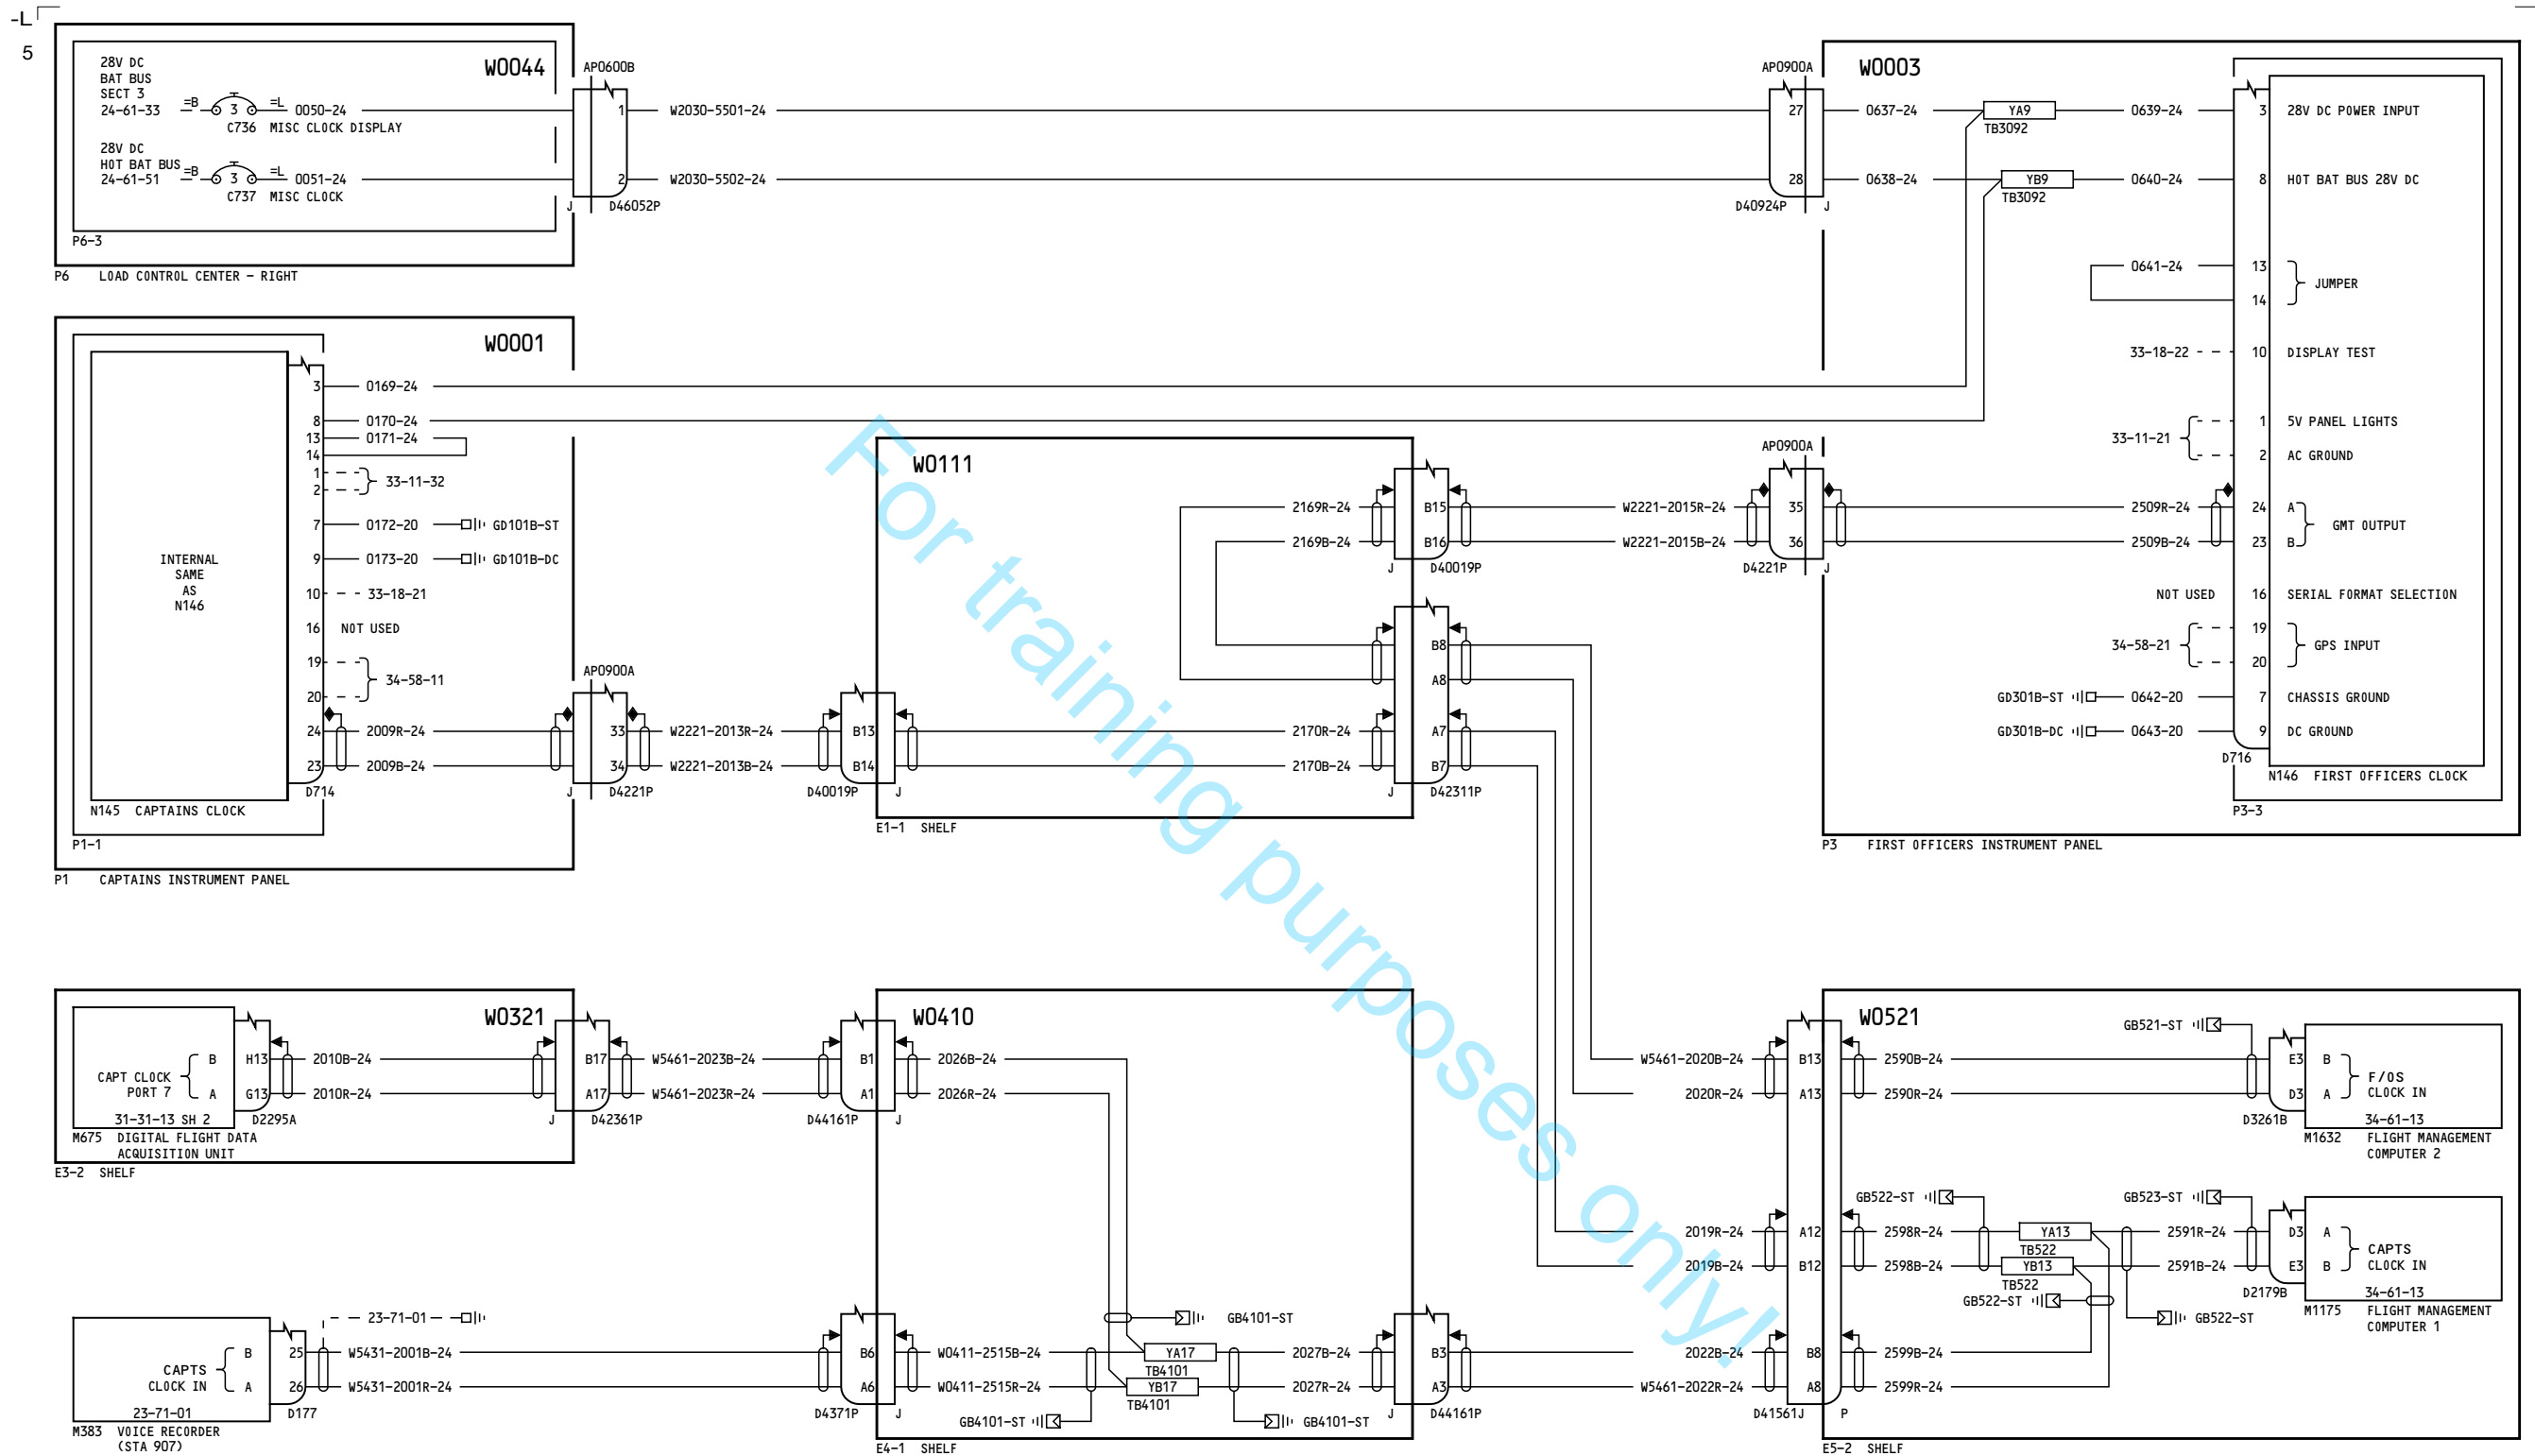 -L
5
28V DC
BAT BUS
SECT 3
24-61-33
=B
3
=L
0050-24
C736 MISC CLOCK DISPLAY
28V DC
HOT BAT BUS
24-61-51
=B
3
=L
0051-24
C737 MISC CLOCK
W0044
P6-3
P6 LOAD CONTROL CENTER - RIGHT
AP0600B
1
2
J
D46052P
W2030-5501-24
W2030-5502-24
AP0900A
27
28
D40924P
J
W0003
0637-24
YA9
TB3092
0639-24
3
28V DC POWER INPUT
0638-24
YB9
TB3092
0640-24
8
HOT BAT BUS 28V DC
0641-24
13
14
JUMPER
33-18-22
10
DISPLAY TEST
33-11-21
1
5V PANEL LIGHTS
2
AC GROUND
2509R-24
24
A
2509B-24
23
B
GMT OUTPUT
NOT USED
16
SERIAL FORMAT SELECTION
34-58-21
19
20
GPS INPUT
GD301B-ST
0642-20
7
CHASSIS GROUND
GD301B-DC
0643-20
9
DC GROUND
D716
N146 FIRST OFFICERS CLOCK
P3-3
P3 FIRST OFFICERS INSTRUMENT PANEL
W0001
INTERNAL
SAME
AS
N146
3
0169-24
8
0170-24
13
0171-24
14
1
2
33-11-32
7
0172-20
GD101B-ST
9
0173-20
GD101B-DC
10
33-18-21
16
NOT USED
19
20
34-58-11
24
2009R-24
23
2009B-24
D714
N145 CAPTAINS CLOCK
P1-1
P1 CAPTAINS INSTRUMENT PANEL
AP0900A
33
34
J
D4221P
W2221-2013R-24
W2221-2013B-24
B13
B14
D40019P
J
W0111
2169R-24
2169B-24
B15
B16
J
D40019P
W2221-2015R-24
W2221-2015B-24
AP0900A
35
36
D4221P
J
B8
A8
2170R-24
A7
2170B-24
B7
J
D42311P
E1-1 SHELF
W0321
CAPT CLOCK
PORT 7
B
A
31-31-13 SH 2
H13
G13
D2295A
2010B-24
2010R-24
M675 DIGITAL FLIGHT DATA
ACQUISITION UNIT
E3-2 SHELF
B17
A17
J
D42361P
W5461-2023B-24
W5461-2023R-24
B1
A1
D44161P
J
W0410
2026B-24
2026R-24
W5461-2020B-24
2020R-24
B13
A13
W0521
2590B-24
2590R-24
GB521-ST
E3
D3
B
A
F/OS
CLOCK IN
34-61-13
D3261B
M1632 FLIGHT MANAGEMENT
COMPUTER 2
2019R-24
2019B-24
A12
B12
GB522-ST
2598R-24
YA13
TB522
2598B-24
YB13
TB522
GB522-ST
GB522-ST
GB523-ST
2591R-24
2591B-24
D3
E3
A
B
CAPTS
CLOCK IN
34-61-13
D2179B
M1175 FLIGHT MANAGEMENT
COMPUTER 1
2022B-24
W5461-2022R-24
B8
A8
2599B-24
2599R-24
D41561J
P
E5-2 SHELF
CAPTS
CLOCK IN
B
A
23-71-01
25
26
D177
23-71-01
W5431-2001B-24
W5431-2001R-24
M383 VOICE RECORDER
(STA 907)
B6
A6
D4371P
J
W0411-2515B-24
W0411-2515R-24
YA17
TB4101
YB17
TB4101
GB4101-ST
GB4101-ST
GB4101-ST
2027B-24
2027R-24
B3
A3
J
D44161P
E4-1 SHELF
For training purposes only!